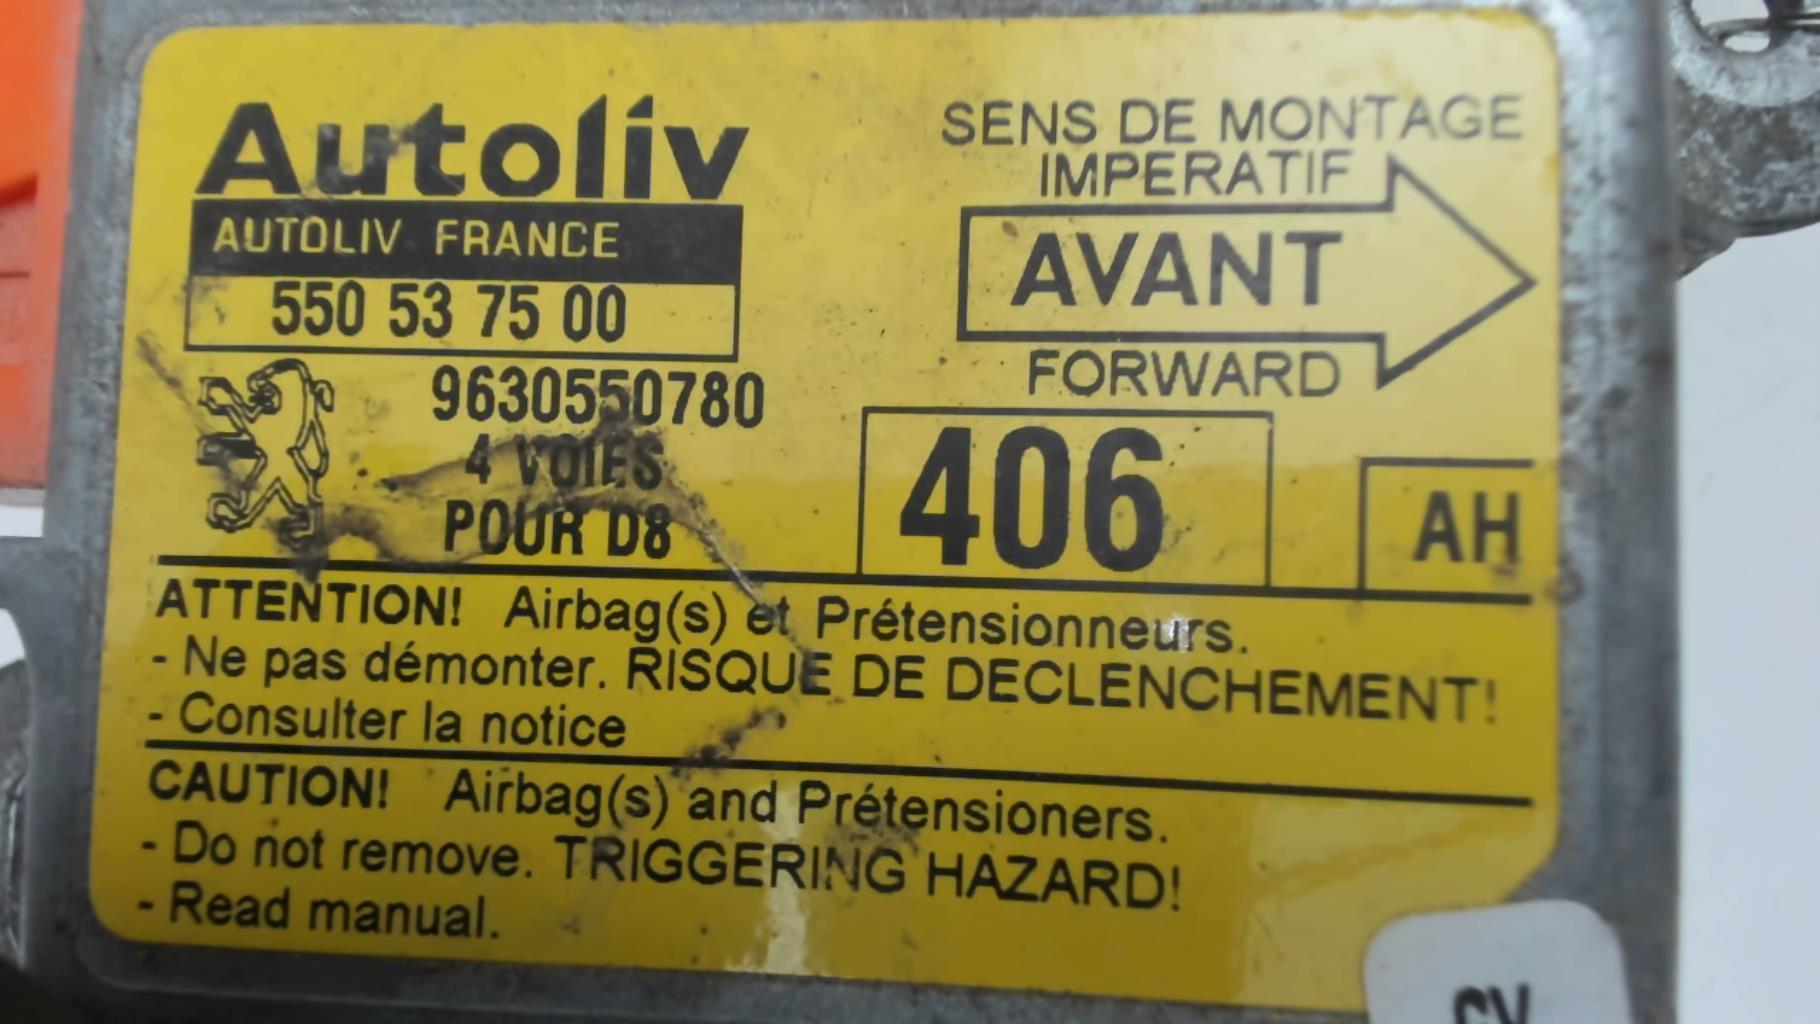 Autoliv
AUTOLIV FRANCE
550 53 75 00
9630550780
4 VOIES
POUR D8
SENS DE MONTAGE
IMPERATIF
AVANT
FORWARD
406
AH
ATTENTION! Airbag(s) et Prétensionneurs.
- Ne pas démonter. RISQUE DE DECLENCHEMENT!
- Consulter la notice
CAUTION! Airbag(s) and Prétensioners.
- Do not remove. TRIGGERING HAZARD!
- Read manual.